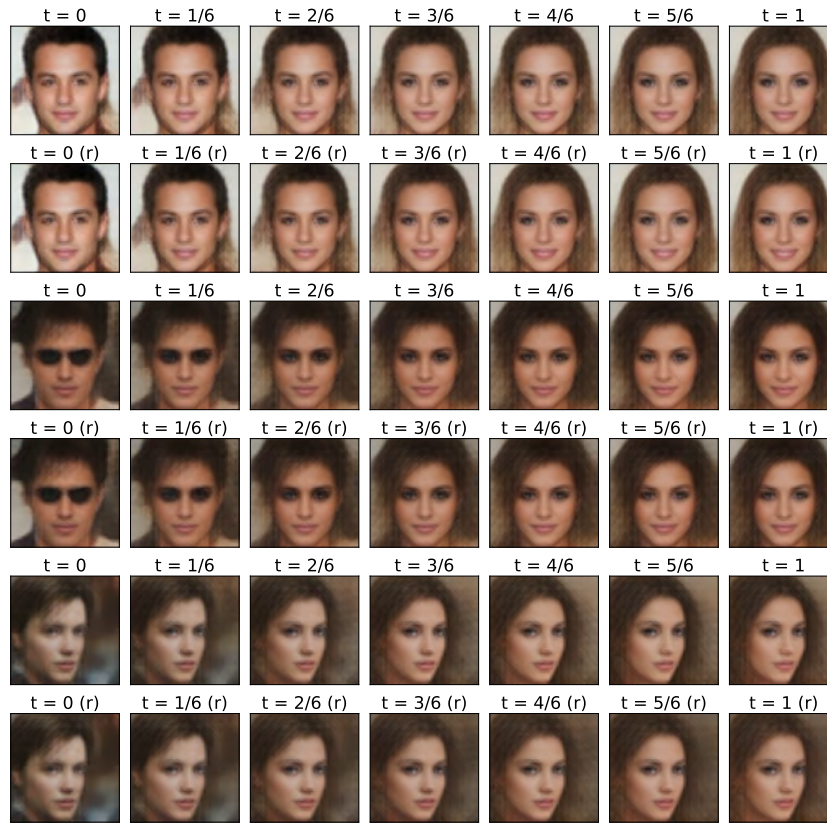 t = 0 t = 1/6 t = 2/6 t = 3/6 t = 4/6 t = 5/6 t = 1
t = 0 (r) t = 1/6 (r) t = 2/6 (r) t = 3/6 (r) t = 4/6 (r) t = 5/6 (r) t = 1 (r)
t = 0 t = 1/6 t = 2/6 t = 3/6 t = 4/6 t = 5/6 t = 1
t = 0 (r) t = 1/6 (r) t = 2/6 (r) t = 3/6 (r) t = 4/6 (r) t = 5/6 (r) t = 1 (r)
t = 0 t = 1/6 t = 2/6 t = 3/6 t = 4/6 t = 5/6 t = 1
t = 0 (r) t = 1/6 (r) t = 2/6 (r) t = 3/6 (r) t = 4/6 (r) t = 5/6 (r) t = 1 (r)